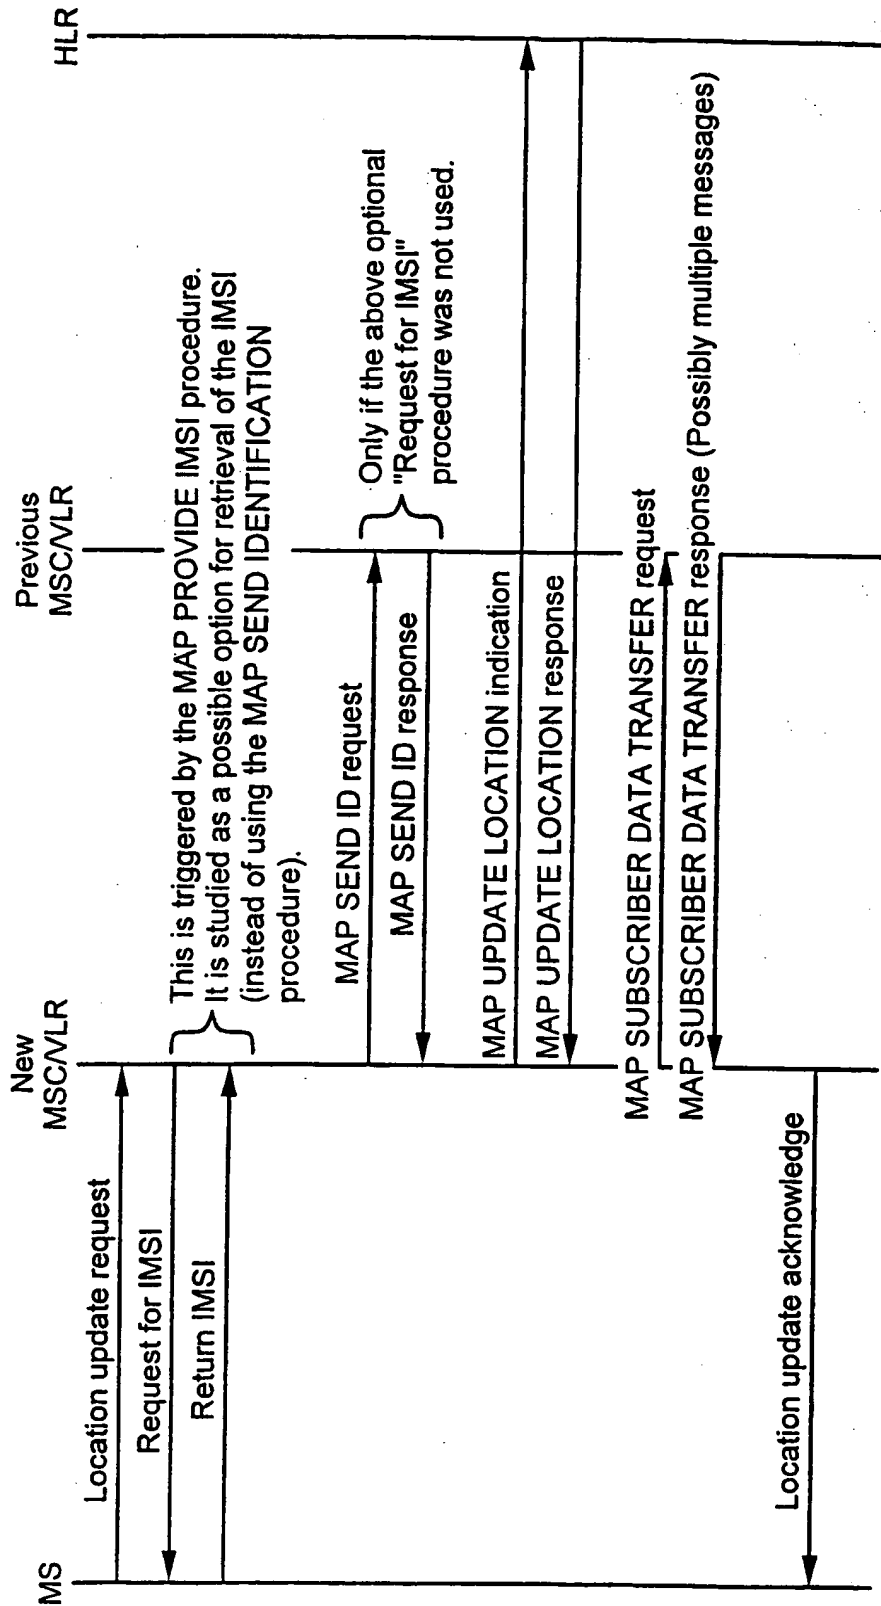 MS
New
MSC/VLR
Previous
MSC/VLR
HLR
Location update request
Request for IMSI
Return IMSI
This is triggered by the MAP PROVIDE IMSI procedure.
It is studied as a possible option for retrieval of the IMSI
(instead of using the MAP SEND IDENTIFICATION
procedure).
MAP SEND ID request
MAP SEND ID response
Only if the above optional
"Request for IMSI"
procedure was not used.
MAP UPDATE LOCATION indication
MAP UPDATE LOCATION response
MAP SUBSCRIBER DATA TRANSFER request
MAP SUBSCRIBER DATA TRANSFER response (Possibly multiple messages)
Location update acknowledge